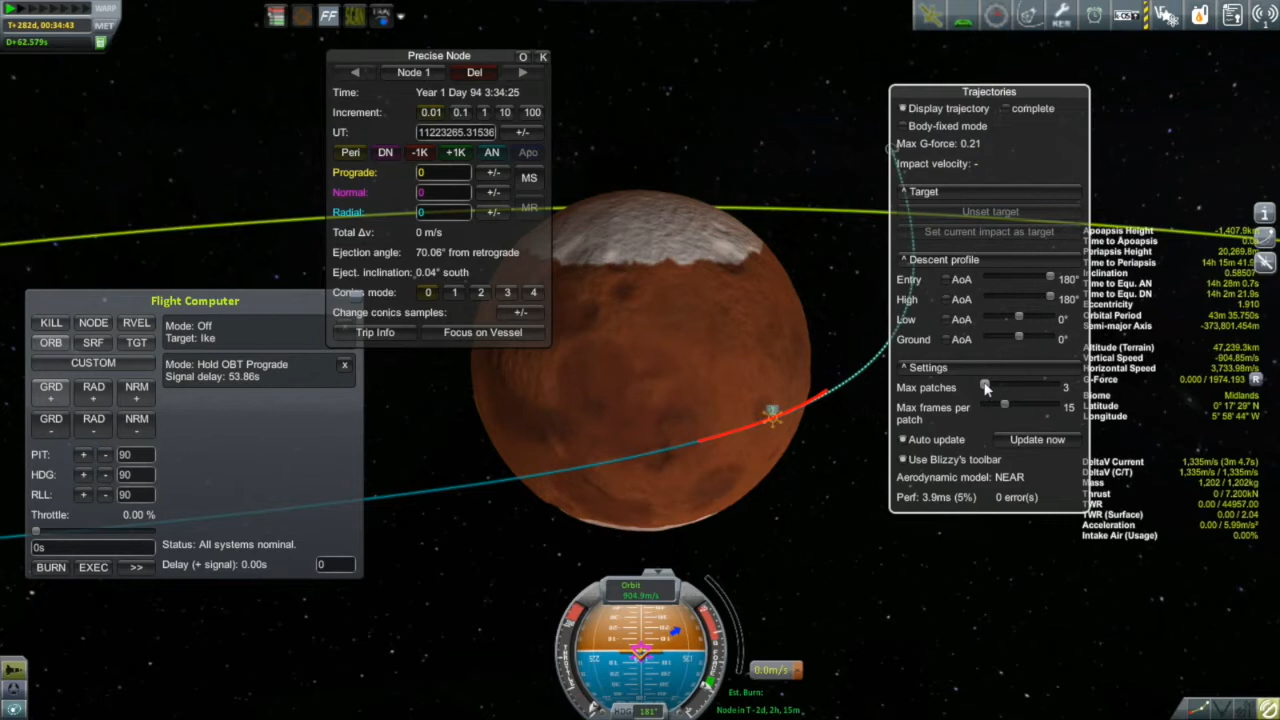 WARP
T+ 282d, 00:34:43
MET
D+62.579s
FF
KER
Precise Node
O
K
Node 1
Del
Time:
Year 1 Day 94 3:34:25
Increment:
0.01
0.1
1
10
100
UT:
11223265.31536
+/-
Peri
DN
-1K
+1K
AN
Apo
Prograde:
0
+/-
MS
Normal:
0
+/-
Radial:
0
+/-
MR
Total Δv:
0 m/s
Ejection angle:
70.06° from retrograde
Eject. inclination:
0.04° south
Conics mode:
0
1
2
3
4
Change conics samples:
+/-
Trip Info
Focus on Vessel
Flight Computer
KILL
NODE
RVEL
ORB
SRF
TGT
CUSTOM
GRD
+
RAD
+
NRM
+
GRD
-
RAD
-
NRM
-
PIT:
+
-
90
HDG:
+
-
90
RLL:
+
-
90
Throttle:
0.00 %
0s
BURN
EXEC
>>
Mode: Off
Target: Ike
Mode: Hold OBT Prograde
Signal delay: 53.86s
x
Status: All systems nominal.
Delay (+ signal): 0.00s
0
Trajectories
Display trajectory
complete
Body-fixed mode
Max G-force: 0.21
Impact velocity: -
^ Target
Unset target
Set current impact as target
^ Descent profile
Entry
AoA
180°
High
AoA
180°
Low
AoA
0°
Ground
AoA
0°
^ Settings
Max patches
3
Max frames per
patch
15
Auto update
Update now
Use Blizzy's toolbar
Aerodynamic model: NEAR
Perf: 3.9ms (5%)
0 error(s)
Apoapsis Height
-1,407.9k
Time to Apoapsis
Periapsis Height
20,269.8m
Time to Periapsis
Inclination
0.58507
Time to Equ. AN
14h 28m 0.7s
Time to Equ. DN
14h 2m 21.9s
Eccentricity
1.910
Orbital Period
43m 35.750s
Semi-major Axis
-373,801.454m
Altitude (Terrain)
47,239.3km
Vertical Speed
-904.85m/s
Horizontal Speed
3,733.98m/s
G-Force
0.000 / 1974.193
R
Biome
Midlands
Latitude
0° 17' 29" N
Longitude
5° 58' 44" W
DeltaV Current
1,335m/s (3m 4.7s)
DeltaV (C/T)
1,335m/s / 1,335m/s
Mass
1,202 / 1,202kg
Thrust
0 / 7.200kN
TWR
0.00 / 44957.00
TWR (Surface)
0.00 / 2.04
Acceleration
0.00 / 5.99m/s²
Intake Air (Usage)
0.00%
Orbit
904.9m/s
HDG
181°
0.0m/s
Est. Burn:
Node in T -2d, 2h, 15m